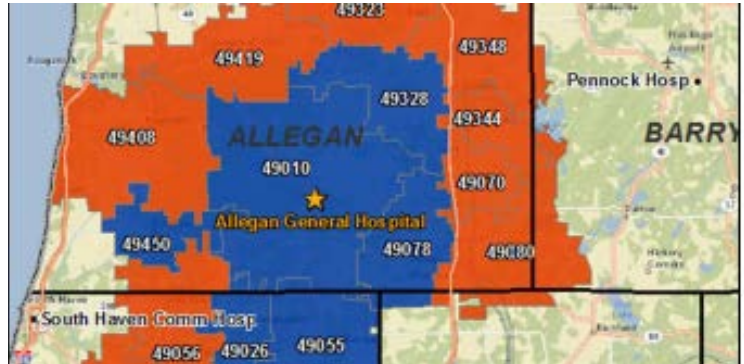 49323
49419
49348
Pennock Hosp
49328
49344
49408
ALLEGAN
BARRY
49010
49070
Allegan General Hospital
49450
49078
49080
South Haven Comm Hosp
49055
49056
49026